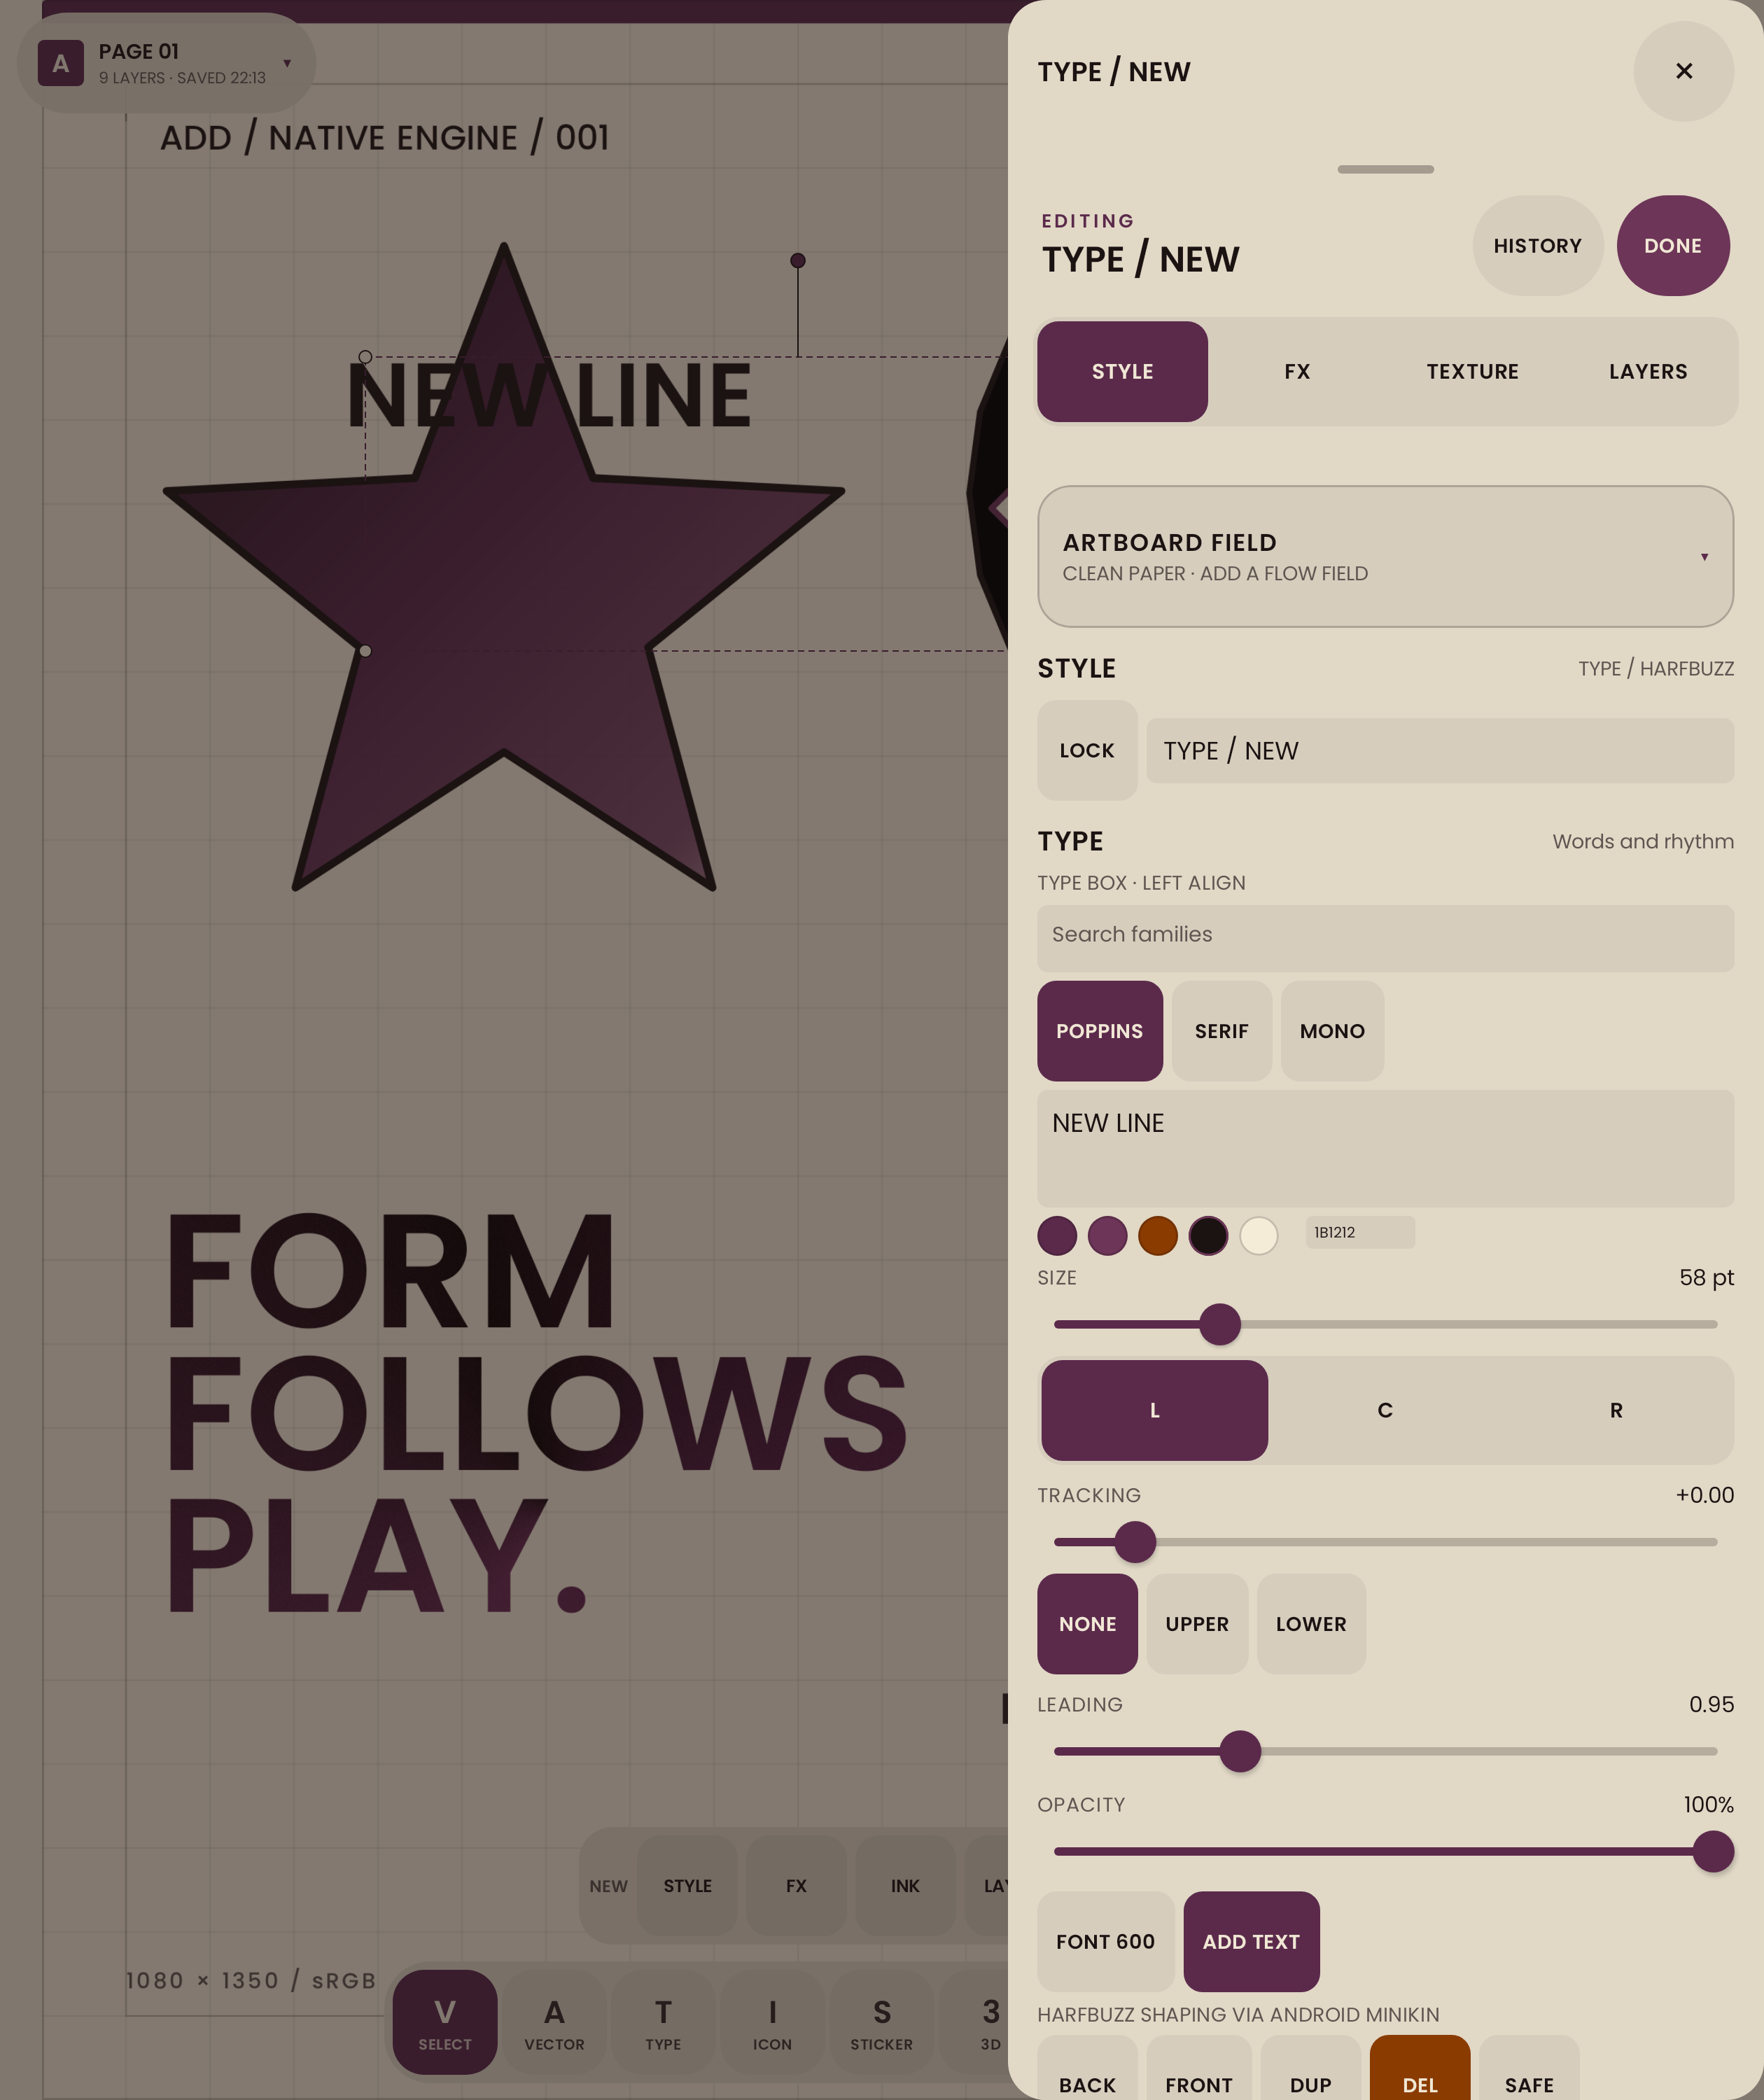 A
PAGE 01
9 LAYERS · SAVED 22:13
▾
ADD / NATIVE ENGINE / 001
NEW LINE
FORM
FOLLOWS
PLAY.
NEW
STYLE
FX
INK
1080 × 1350 / sRGB
V
SELECT
A
VECTOR
T
TYPE
I
ICON
S
STICKER
3
3D
TYPE / NEW
×
EDITING
TYPE / NEW
HISTORY
DONE
STYLE
FX
TEXTURE
LAYERS
ARTBOARD FIELD
CLEAN PAPER · ADD A FLOW FIELD
▾
STYLE
TYPE / HARFBUZZ
LOCK
TYPE / NEW
TYPE
Words and rhythm
TYPE BOX · LEFT ALIGN
Search families
POPPINS
SERIF
MONO
NEW LINE
1B1212
SIZE
58 pt
L
C
R
TRACKING
+0.00
NONE
UPPER
LOWER
LEADING
0.95
OPACITY
100%
FONT 600
ADD TEXT
HARFBUZZ SHAPING VIA ANDROID MINIKIN
BACK
FRONT
DUP
DEL
SAFE